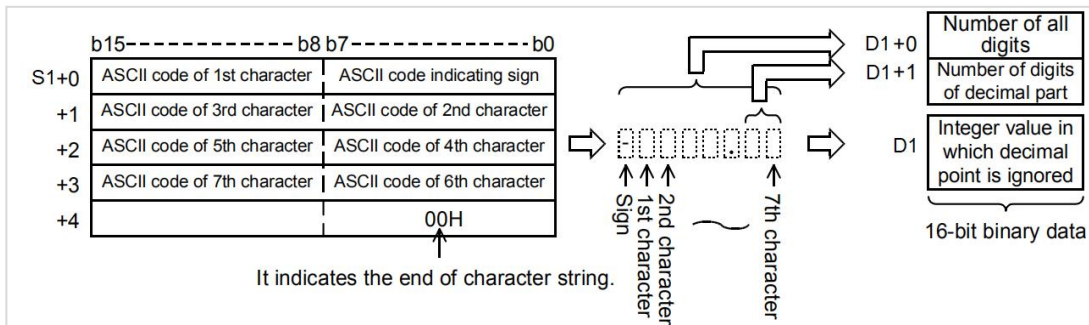 b15 b8 b7 b0
S1+0 ASCII code of 1st character ASCII code indicating sign
+1 ASCII code of 3rd character ASCII code of 2nd character
+2 ASCII code of 5th character ASCII code of 4th character
+3 ASCII code of 7th character ASCII code of 6th character
+4 00H
It indicates the end of character string.
- .
Sign
1st character
2nd character
7th character
D1+0 Number of all
digits
D1+1 Number of digits
of decimal part
D1 Integer value in
which decimal
point is ignored
16-bit binary data